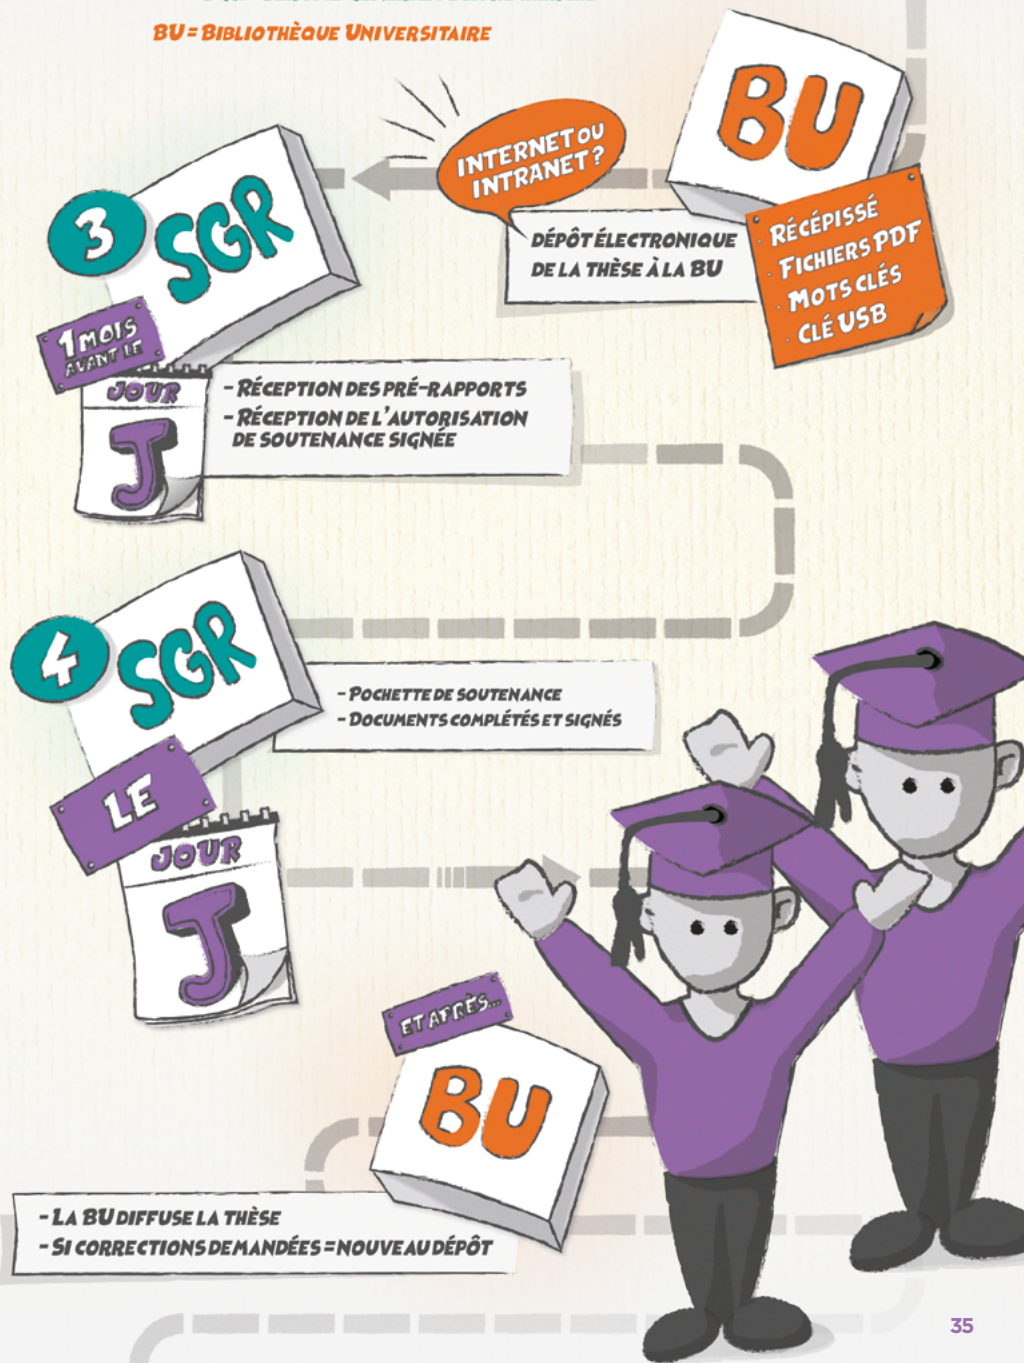 BU = BIBLIOTHÈQUE UNIVERSITAIRE
BU
INTERNET OU
INTRANET ?
DÉPÔT ÉLECTRONIQUE
DE LA THÈSE À LA BU
· RÉCÉPISSÉ
· FICHIERS PDF
· MOTS CLÉS
· CLÉ USB
3
SGR
1 MOIS
AVANT LE
JOUR
J
- RÉCEPTION DES PRÉ-RAPPORTS
- RÉCEPTION DE L'AUTORISATION
DE SOUTENANCE SIGNÉE
4
SGR
- POCHETTE DE SOUTENANCE
- DOCUMENTS COMPLÉTÉS ET SIGNÉS
LE
JOUR
J
ET APRÈS...
BU
- LA BU DIFFUSE LA THÈSE
- SI CORRECTIONS DEMANDÉES = NOUVEAU DÉPÔT
35